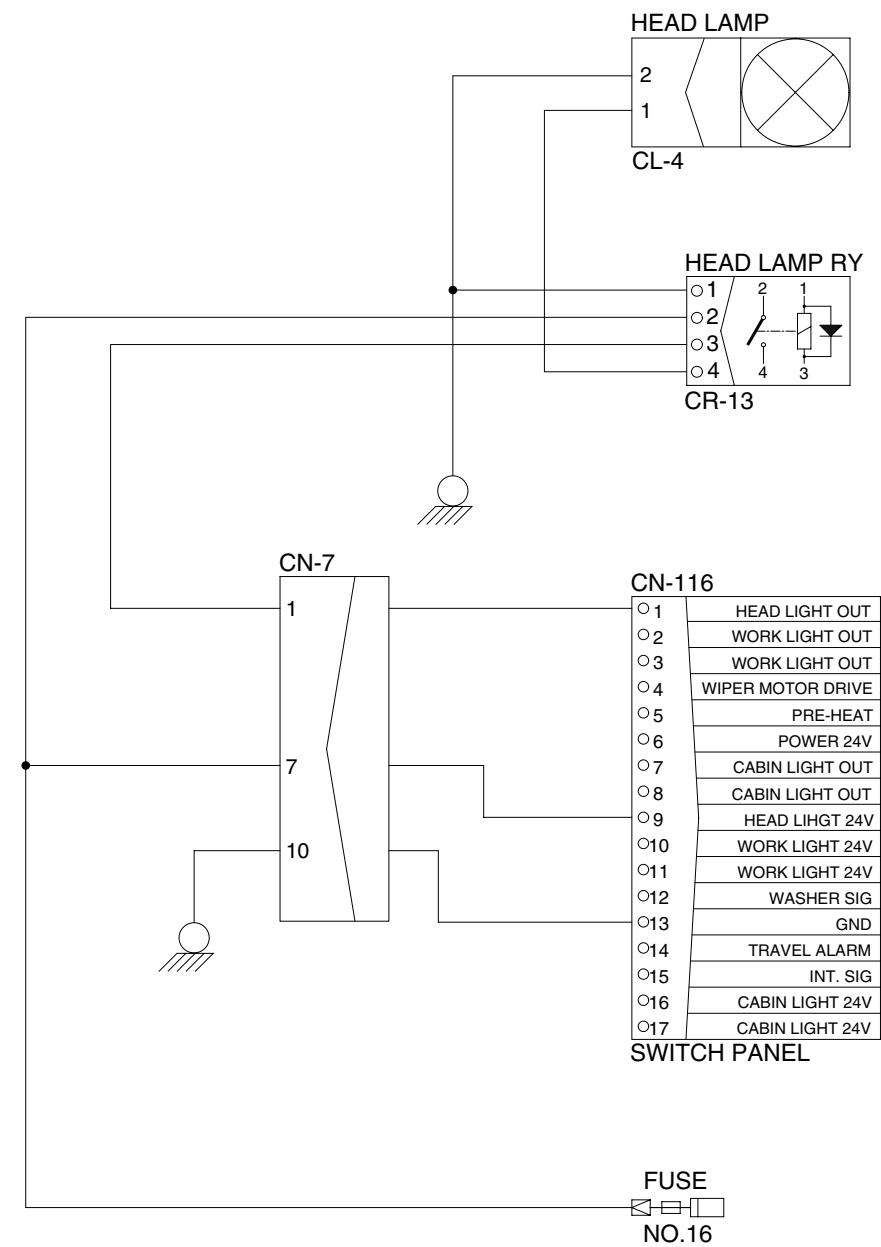 HEAD LAMP
2
1
CL-4
HEAD LAMP RY
1
2
3
4
2 1
4 3
CR-13
CN-7
1
7
10
CN-116
1 HEAD LIGHT OUT
2 WORK LIGHT OUT
3 WORK LIGHT OUT
4 WIPER MOTOR DRIVE
5 PRE-HEAT
6 POWER 24V
7 CABIN LIGHT OUT
8 CABIN LIGHT OUT
9 HEAD LIHGT 24V
10 WORK LIGHT 24V
11 WORK LIGHT 24V
12 WASHER SIG
13 GND
14 TRAVEL ALARM
15 INT. SIG
16 CABIN LIGHT 24V
17 CABIN LIGHT 24V
SWITCH PANEL
FUSE
NO.16